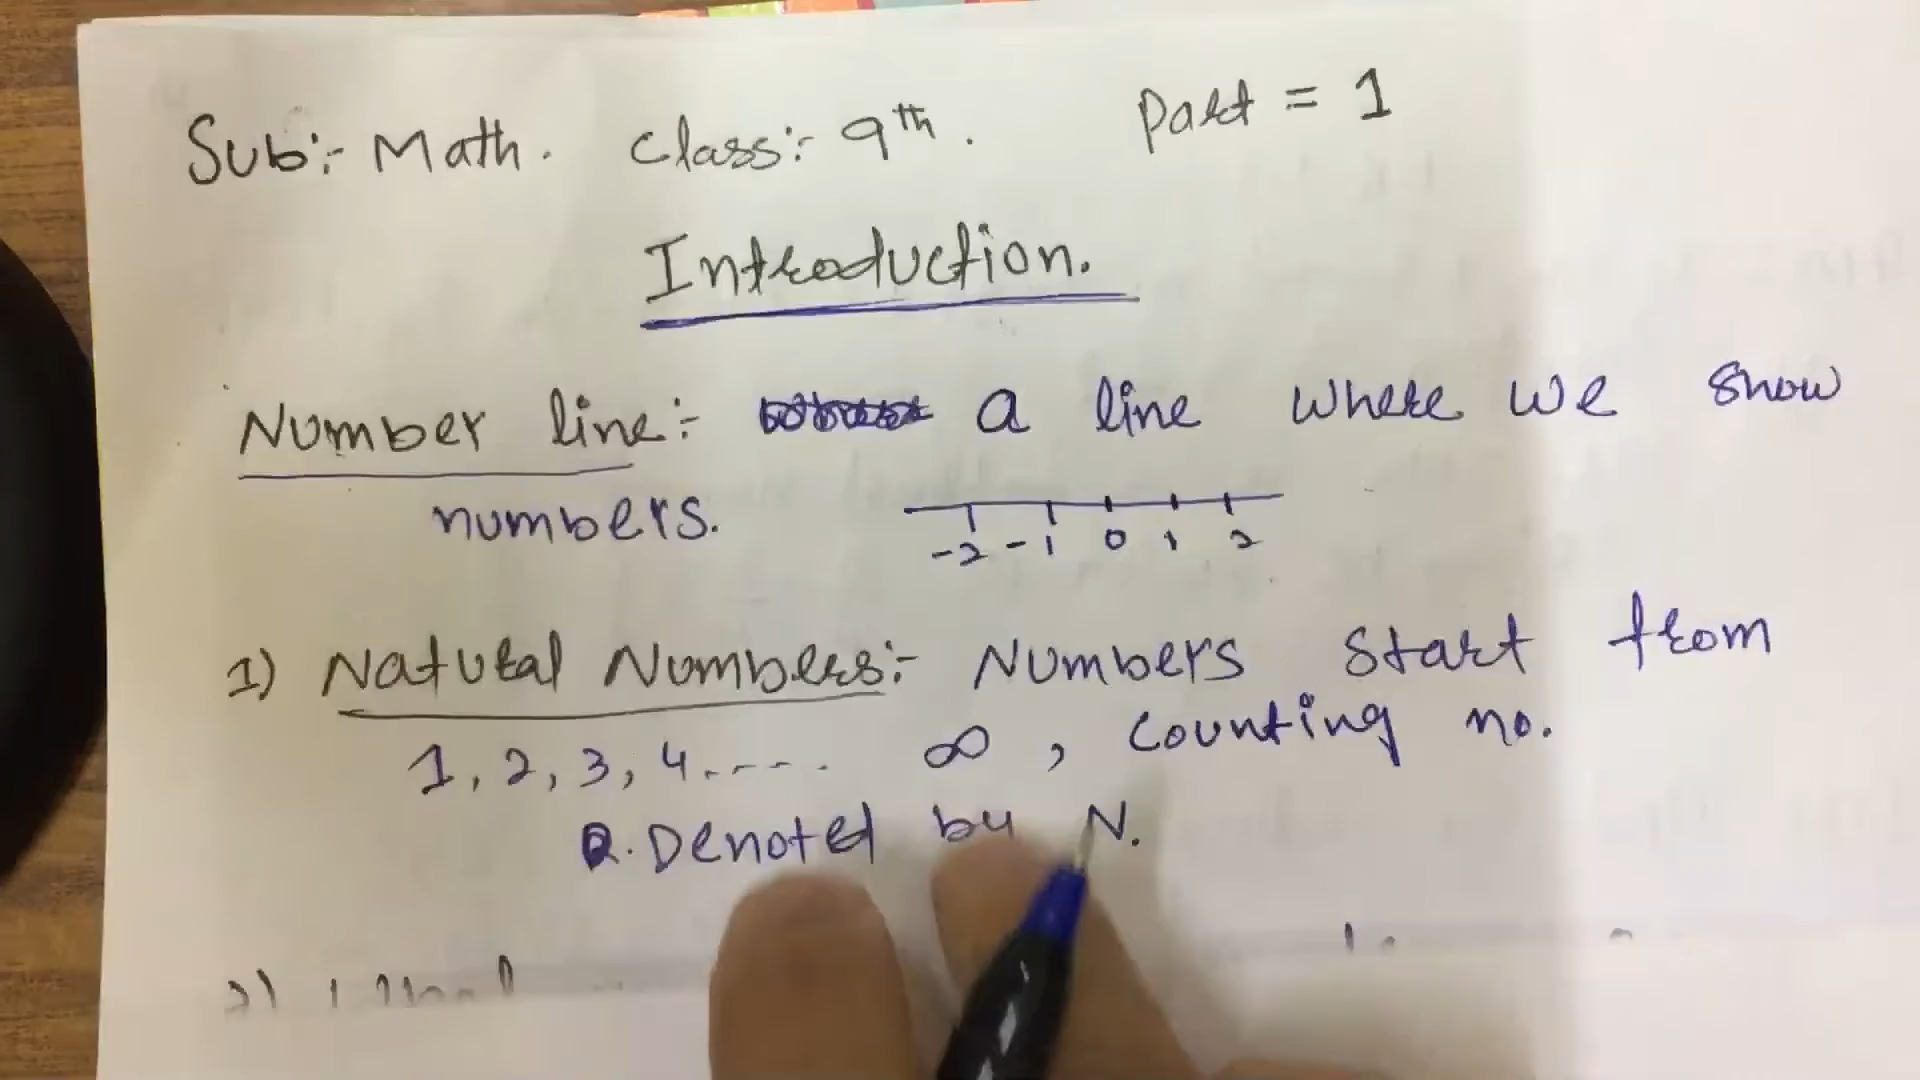 Sub:- Math. Class:- 9th. Part = 1
Introduction.
Number line:- a line where we show
numbers.
-2 -1 0 1 2
1) Natural Numbers:- Numbers start from
1, 2, 3, 4..... ∞, counting no.
Denoted by N.
2)